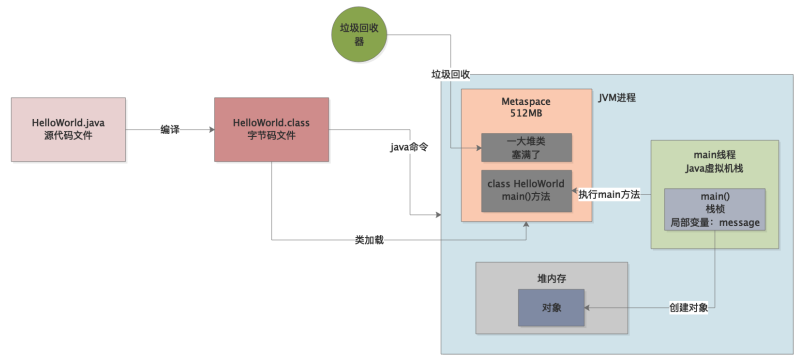 垃圾回收
器
垃圾回收
Metaspace
512MB
JVM进程
HelloWorld.java
源代码文件
编译
HelloWorld.class
字节码文件
java命令
一大堆类
塞满了
class HelloWorld
main()方法
执行main方法
main线程
Java虚拟机栈
main()
栈桢
局部变量：message
类加载
堆内存
对象
创建对象